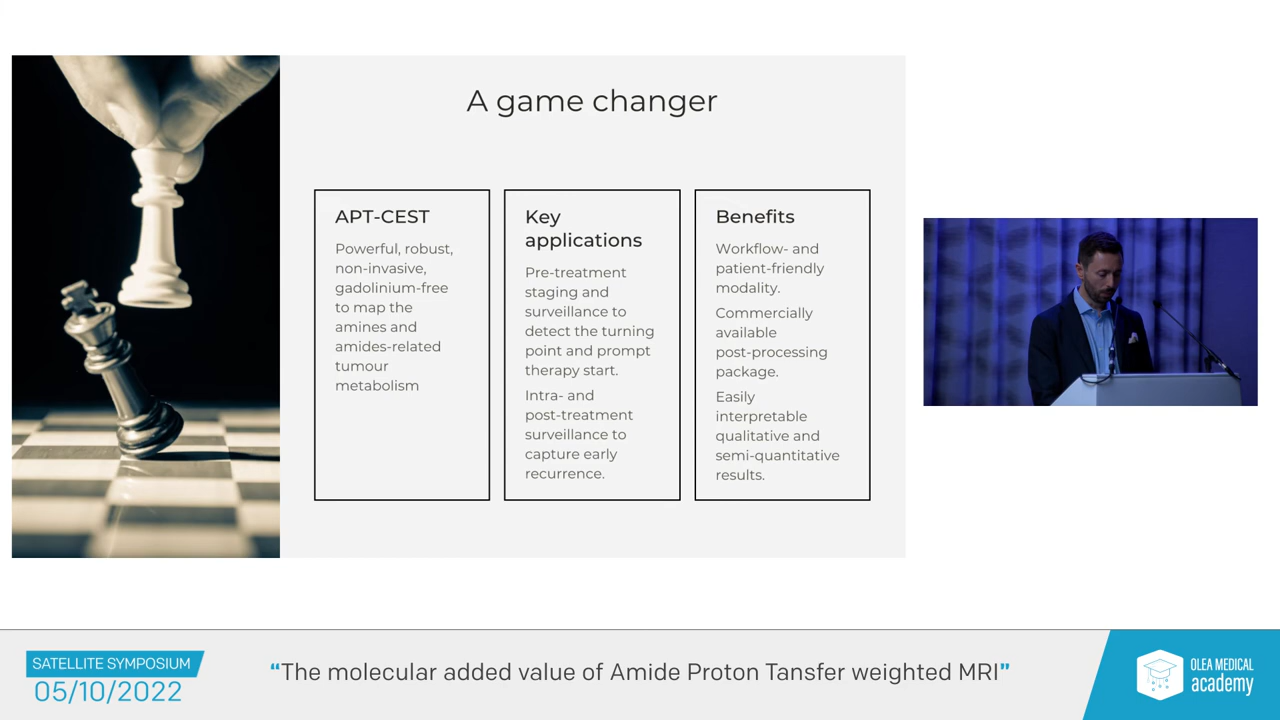 A game changer
APT-CEST
Powerful, robust,
non-invasive,
gadolinium-free
to map the
amines and
amides-related
tumour
metabolism
Key
applications
Pre-treatment
staging and
surveillance to
detect the turning
point and prompt
therapy start.
Intra- and
post-treatment
surveillance to
capture early
recurrence.
Benefits
Workflow- and
patient-friendly
modality.
Commercially
available
post-processing
package.
Easily
interpretable
qualitative and
semi-quantitative
results.
SATELLITE SYMPOSIUM
05/10/2022
“The molecular added value of Amide Proton Tansfer weighted MRI”
OLEA MEDICAL
academy